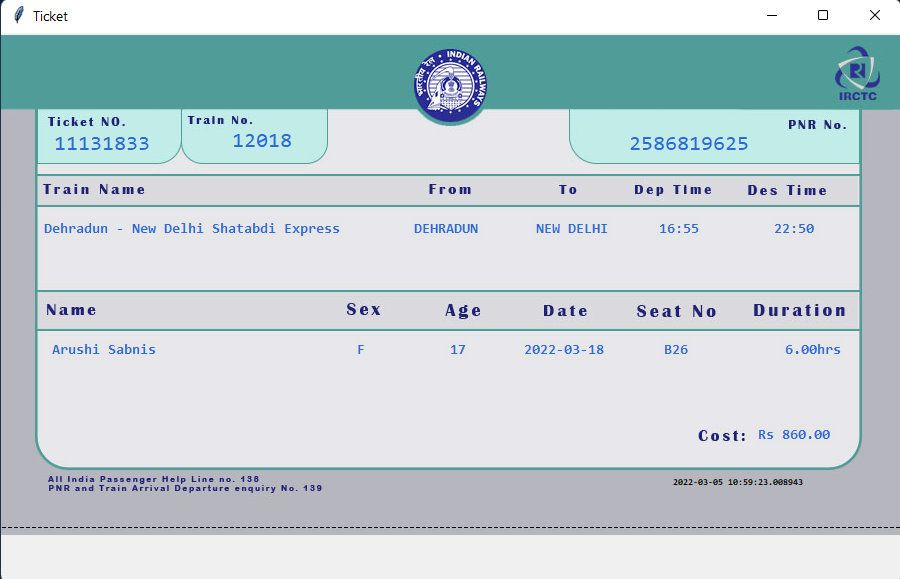 Ticket
भारतीय रेल • INDIAN RAILWAYS
IRCTC
Ticket NO.
Train No.
PNR No.
11131833
12018
2586819625
Train Name From To Dep Time Des Time
Dehradun - New Delhi Shatabdi Express DEHRADUN NEW DELHI 16:55 22:50
Name Sex Age Date Seat No Duration
Arushi Sabnis F 17 2022-03-18 B26 6.00hrs
Cost: Rs 860.00
All India Passenger Help Line no. 138
PNR and Train Arrival Departure enquiry No. 139
2022-03-05 10:59:23.008943